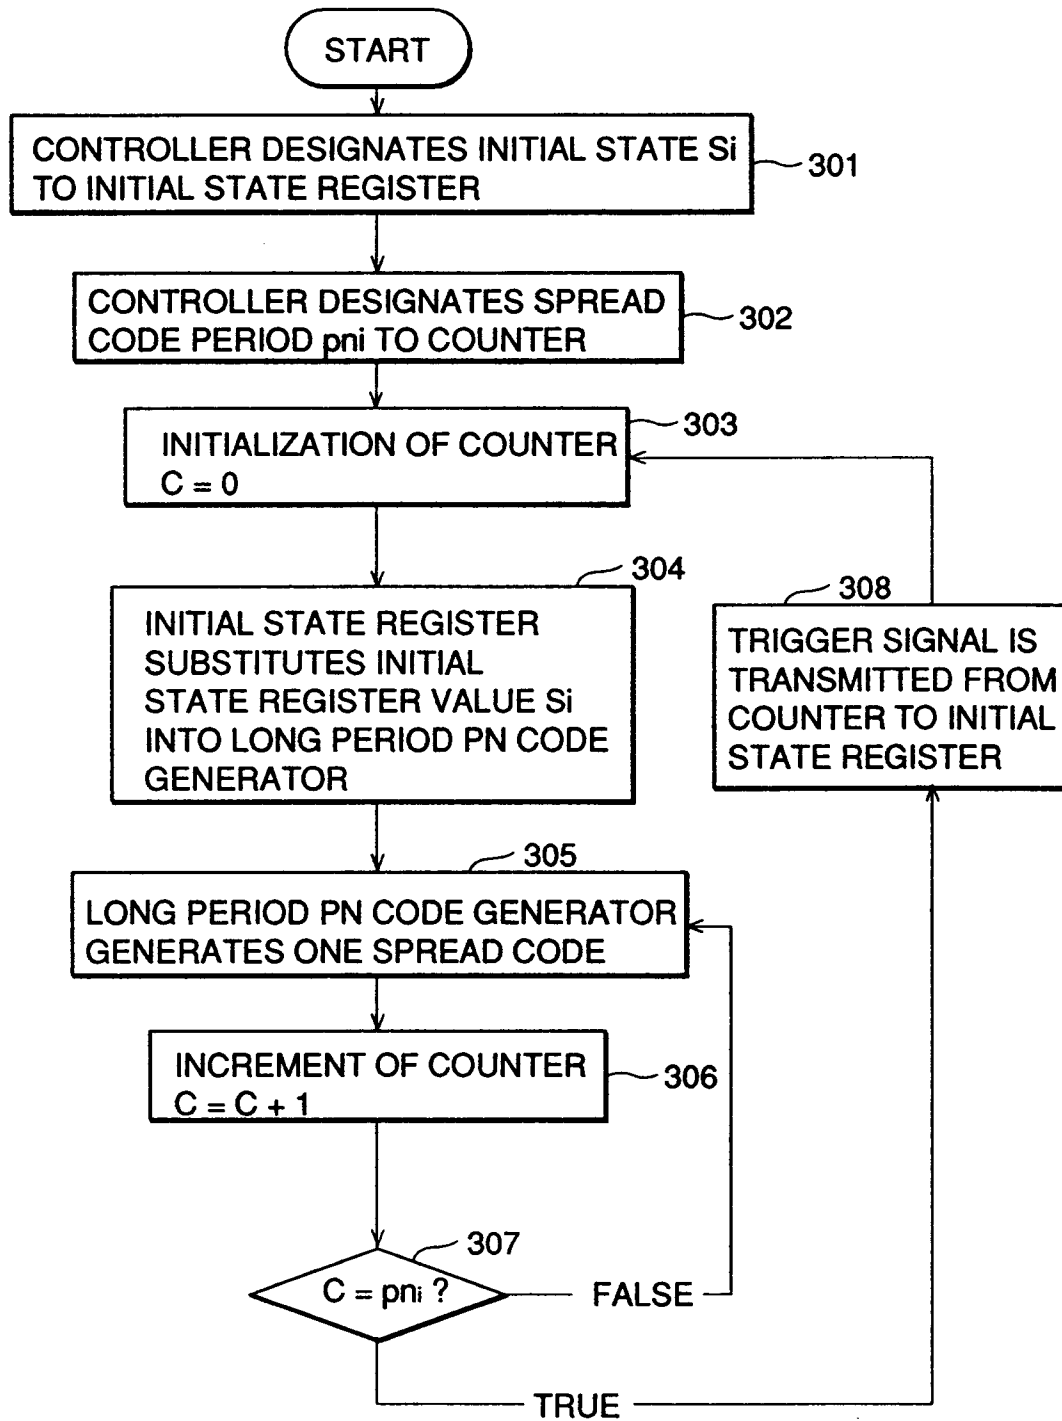 START
CONTROLLER DESIGNATES INITIAL STATE Si
TO INITIAL STATE REGISTER
301
CONTROLLER DESIGNATES SPREAD
CODE PERIOD pni TO COUNTER
302
INITIALIZATION OF COUNTER
C = 0
303
304
INITIAL STATE REGISTER
SUBSTITUTES INITIAL
STATE REGISTER VALUE Si
INTO LONG PERIOD PN CODE
GENERATOR
308
TRIGGER SIGNAL IS
TRANSMITTED FROM
COUNTER TO INITIAL
STATE REGISTER
305
LONG PERIOD PN CODE GENERATOR
GENERATES ONE SPREAD CODE
INCREMENT OF COUNTER
C = C + 1
306
307
C = pni ?
FALSE
TRUE